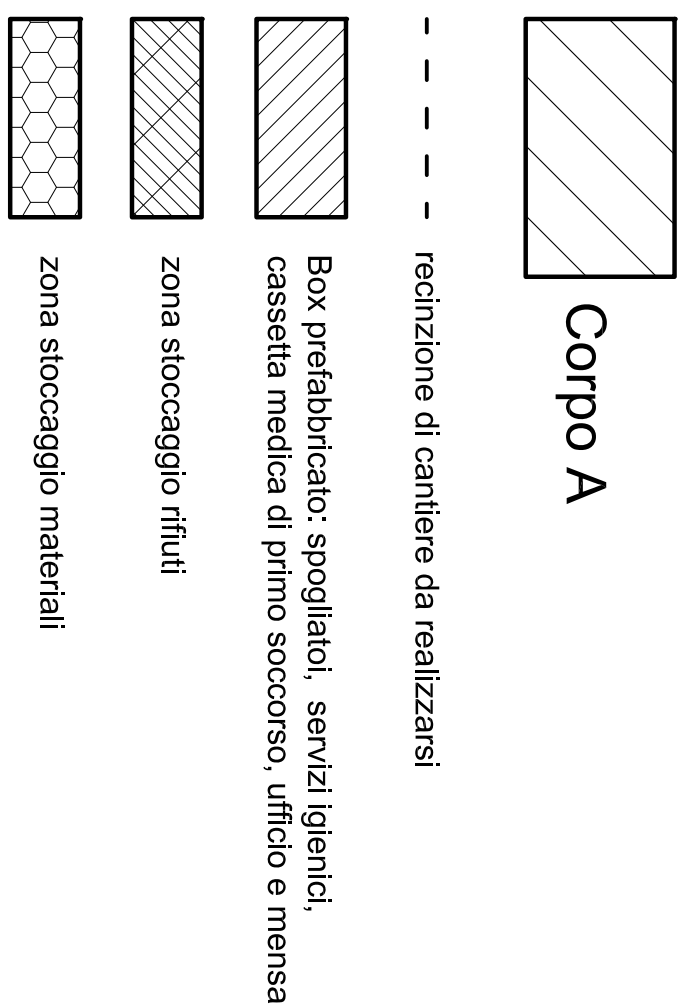 Corpo A
recinzione di cantiere da realizzarsi
Box prefabbricato: spogliatoi, servizi igienici,
cassetta medica di primo soccorso, ufficio e mensa
zona stoccaggio rifiuti
zona stoccaggio materiali